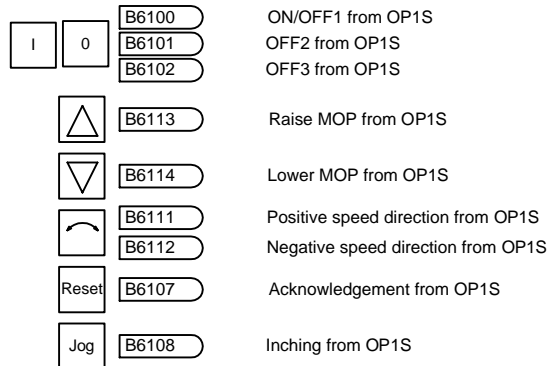 B6100 ON/OFF1 from OP1S
I 0 B6101 OFF2 from OP1S
B6102 OFF3 from OP1S
B6113 Raise MOP from OP1S
B6114 Lower MOP from OP1S
B6111 Positive speed direction from OP1S
B6112 Negative speed direction from OP1S
Reset B6107 Acknowledgement from OP1S
Jog B6108 Inching from OP1S